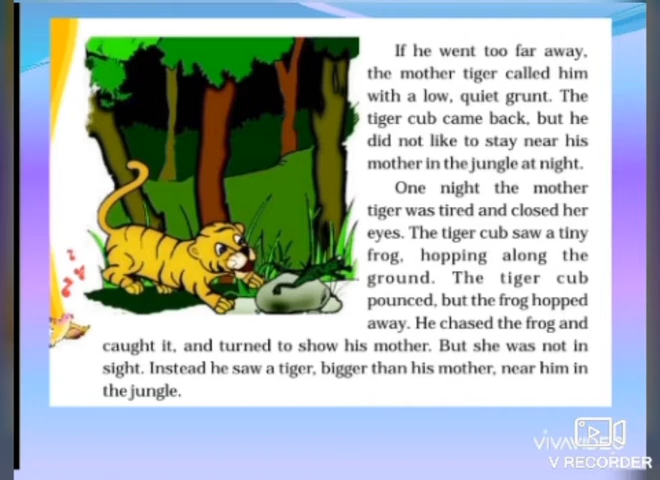 If he went too far away,
the mother tiger called him
with a low, quiet grunt. The
tiger cub came back, but he
did not like to stay near his
mother in the jungle at night.
One night the mother
tiger was tired and closed her
eyes. The tiger cub saw a tiny
frog, hopping along the
ground. The tiger cub
pounced, but the frog hopped
away. He chased the frog and
caught it, and turned to show his mother. But she was not in
sight. Instead he saw a tiger, bigger than his mother, near him in
the jungle.
VIVAVIDEO
V RECORDER